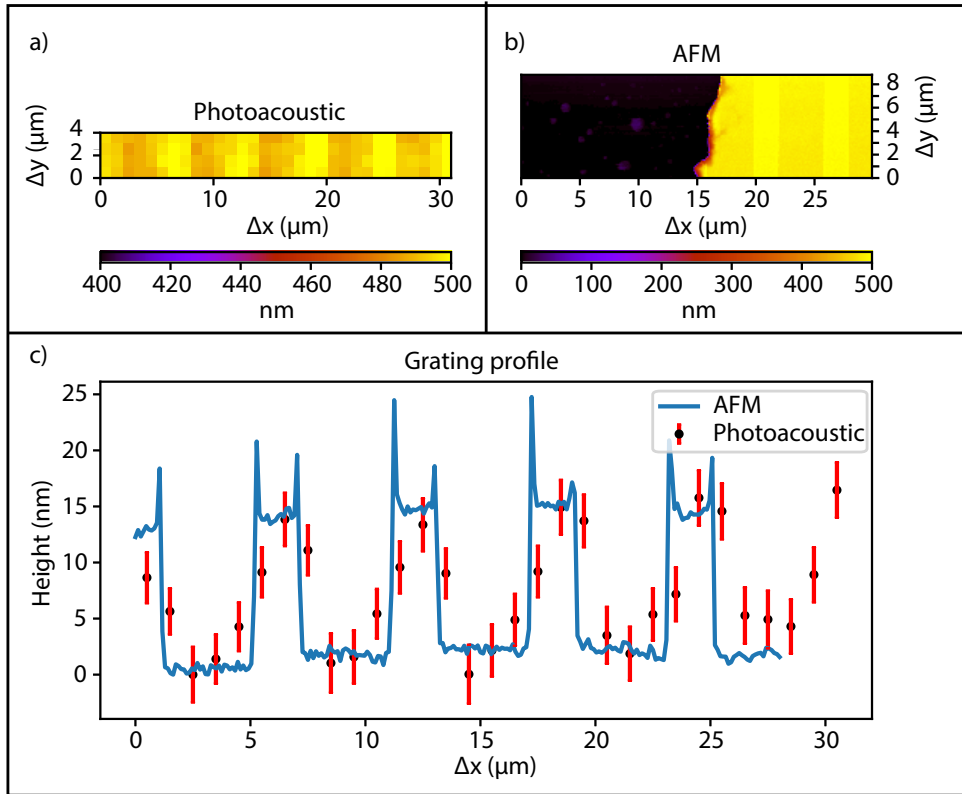 a)
Photoacoustic
4
2
0
Δy (µm)
0 10 20 30
Δx (µm)
400 420 440 460 480 500
nm
b)
AFM
8
6
4
2
0
Δy (µm)
0 5 10 15 20 25
Δx (µm)
0 100 200 300 400 500
nm
c)
Grating profile
25
20
15
10
5
0
Height (nm)
AFM
Photoacoustic
0 5 10 15 20 25 30
Δx (µm)